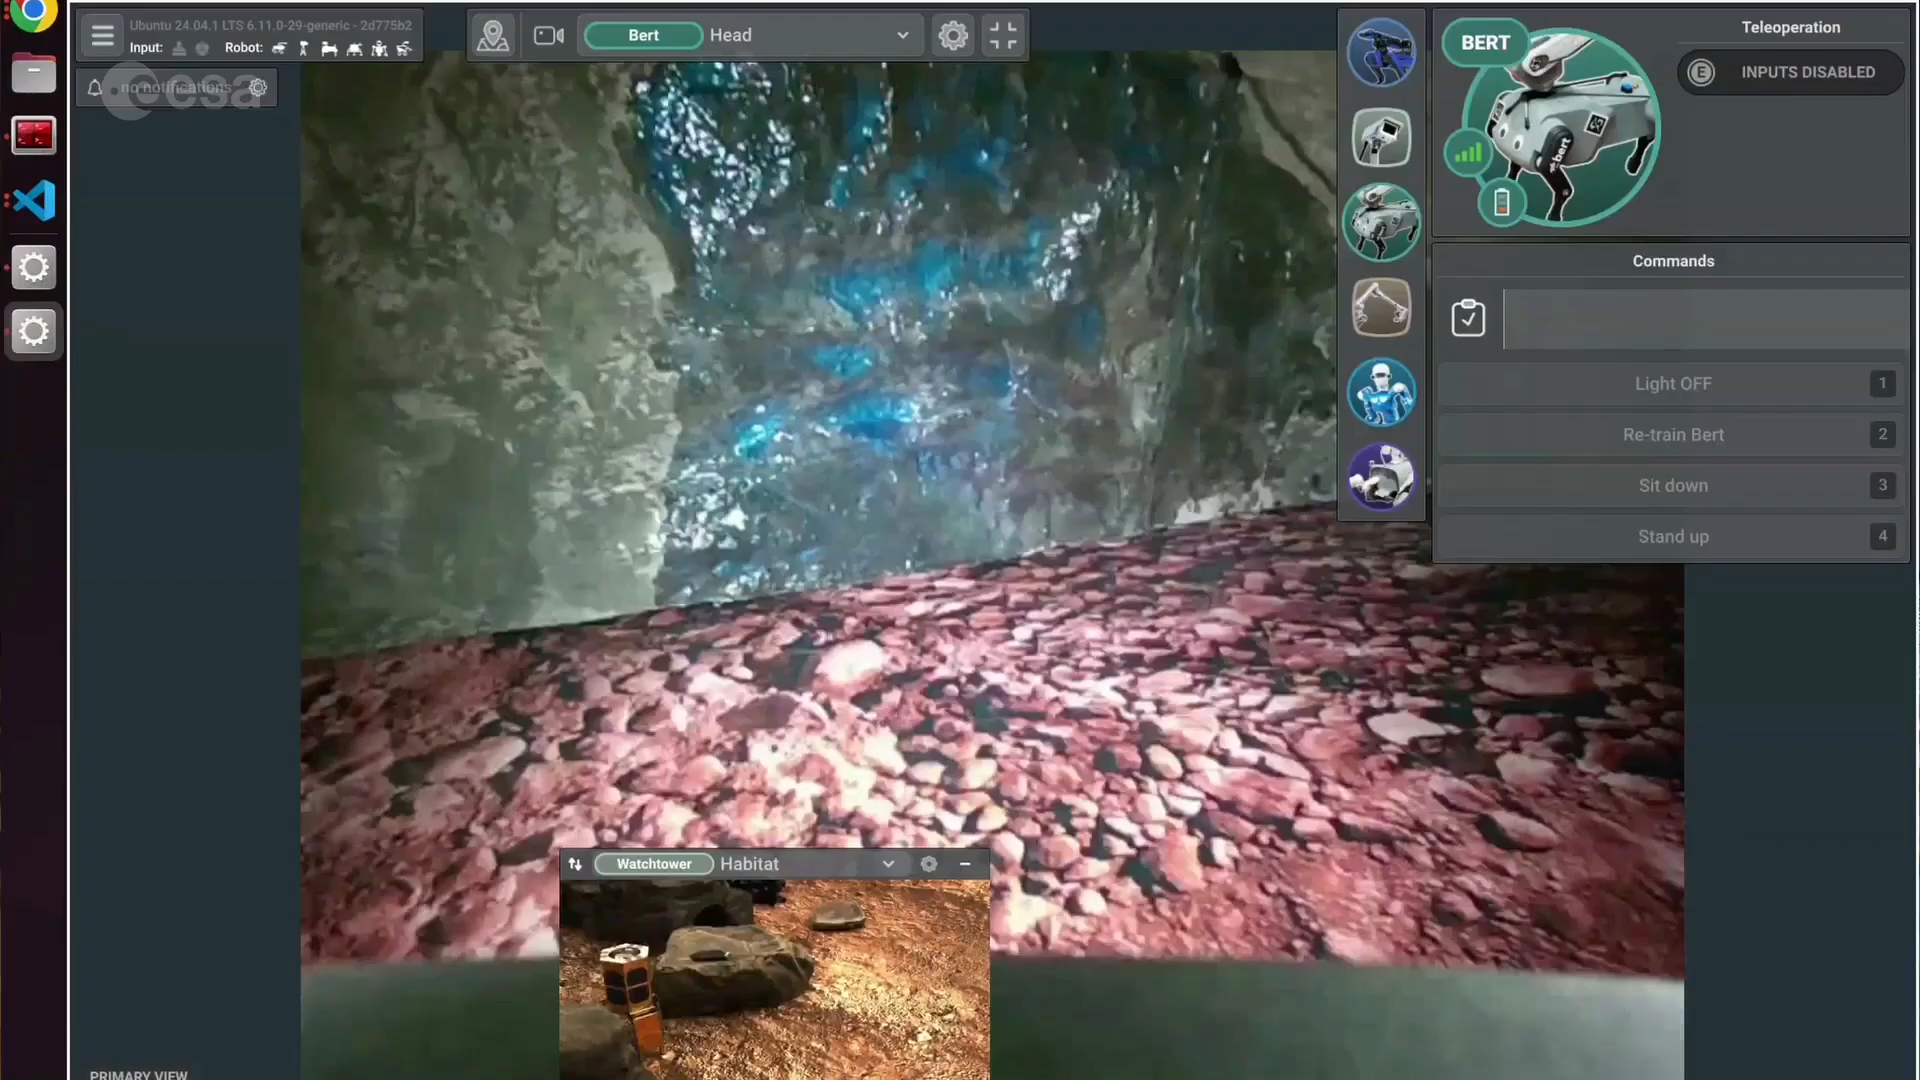 Ubuntu 24.04.1 LTS 6.11.0-29-generic - 2d775b2
Input:
Robot:
no notifications
esa
Bert
Head
BERT
bert
Teleoperation
E
INPUTS DISABLED
Commands
Light OFF
1
Re-train Bert
2
Sit down
3
Stand up
4
Watchtower
Habitat
PRIMARY VIEW